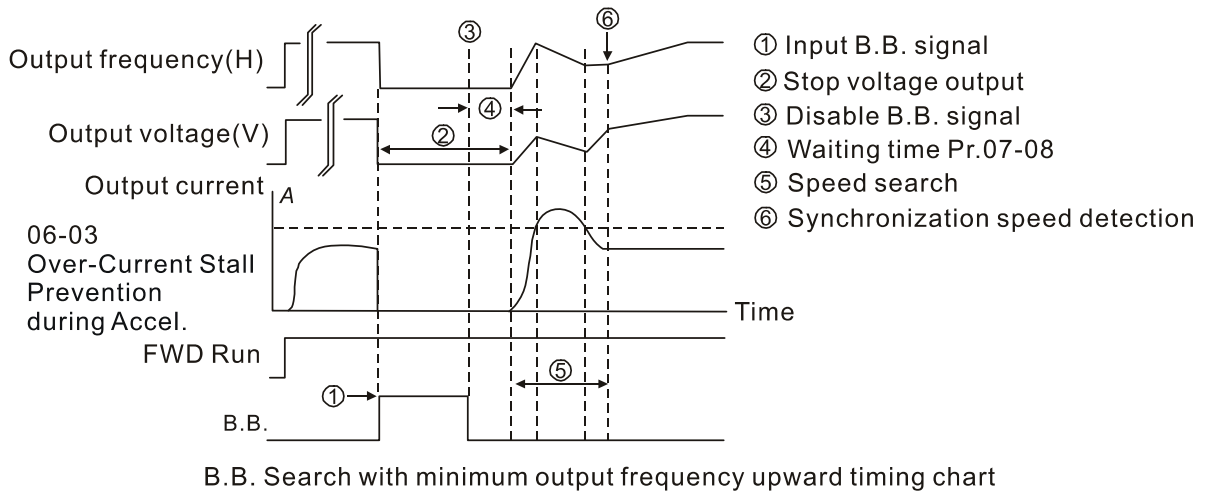 ⑥
③
Output frequency(H)
④
Output voltage(V)
②
Output current
A
06-03
Over-Current Stall
Prevention
during Accel.
Time
FWD Run
⑤
①
B.B.
① Input B.B. signal
② Stop voltage output
③ Disable B.B. signal
④ Waiting time Pr.07-08
⑤ Speed search
⑥ Synchronization speed detection
B.B. Search with minimum output frequency upward timing chart